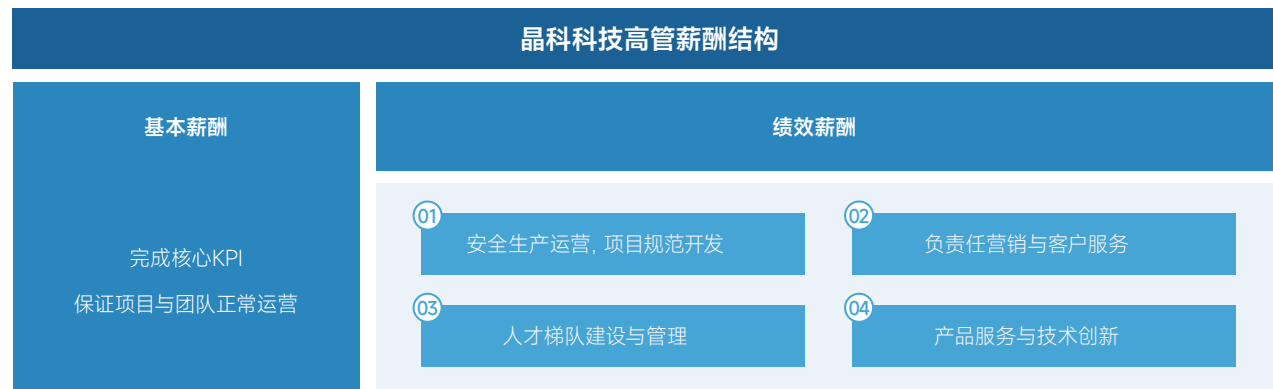 晶科科技高管薪酬结构
基本薪酬
完成核心KPI
保证项目与团队正常运营
绩效薪酬
01
安全生产运营, 项目规范开发
02
负责任营销与客户服务
03
人才梯队建设与管理
04
产品服务与技术创新